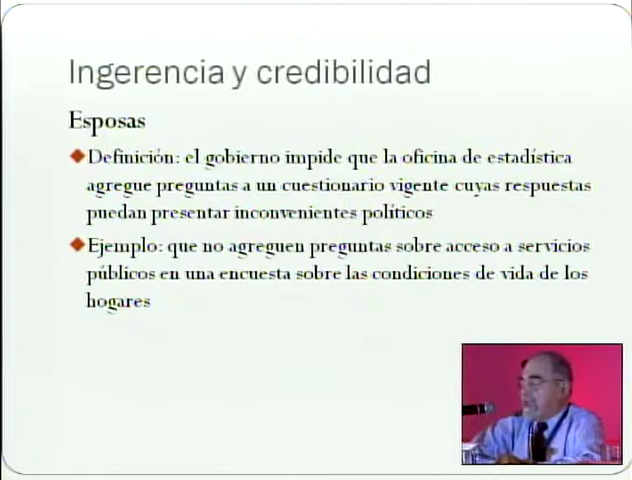 Ingerencia y credibilidad
Esposas
Definición: el gobierno impide que la oficina de estadística
agregue preguntas a un cuestionario vigente cuyas respuestas
puedan presentar inconvenientes políticos
Ejemplo: que no agreguen preguntas sobre acceso a servicios
públicos en una encuesta sobre las condiciones de vida de los
hogares